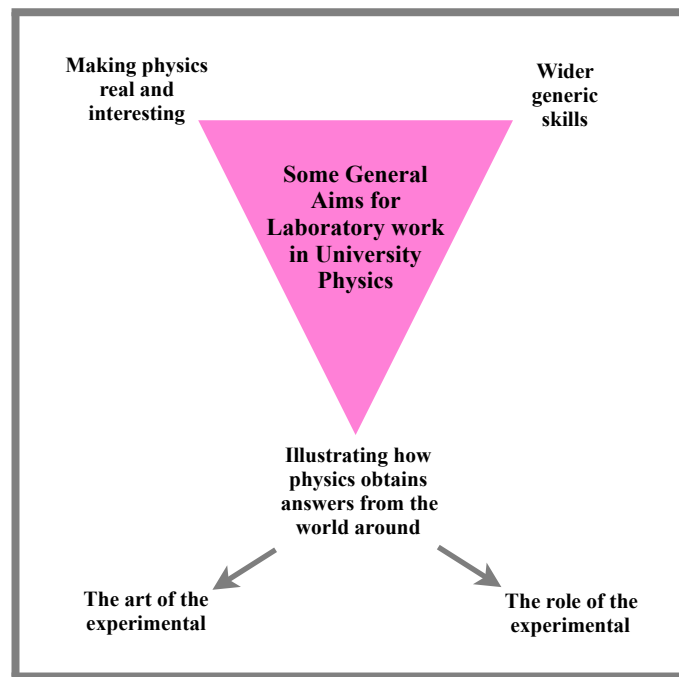 Making physics
real and
interesting
Wider
generic
skills
Some General
Aims for
Laboratory work
in University
Physics
Illustrating how
physics obtains
answers from the
world around
The art of the
experimental
The role of the
experimental